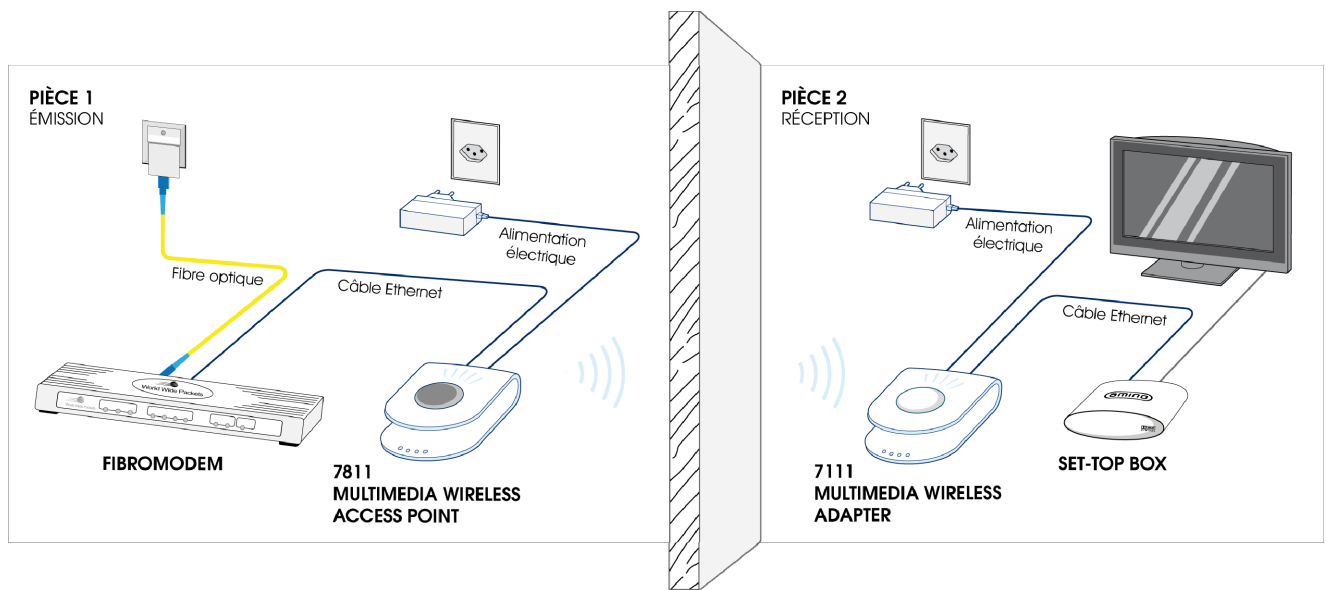 PIÈCE 1
ÉMISSION
Fibre optique
Alimentation
électrique
Câble Ethernet
World Wide Packets
FIBROMODEM
7811
MULTIMEDIA WIRELESS
ACCESS POINT
PIÈCE 2
RÉCEPTION
Alimentation
électrique
Câble Ethernet
amino
7111
MULTIMEDIA WIRELESS
ADAPTER
SET-TOP BOX